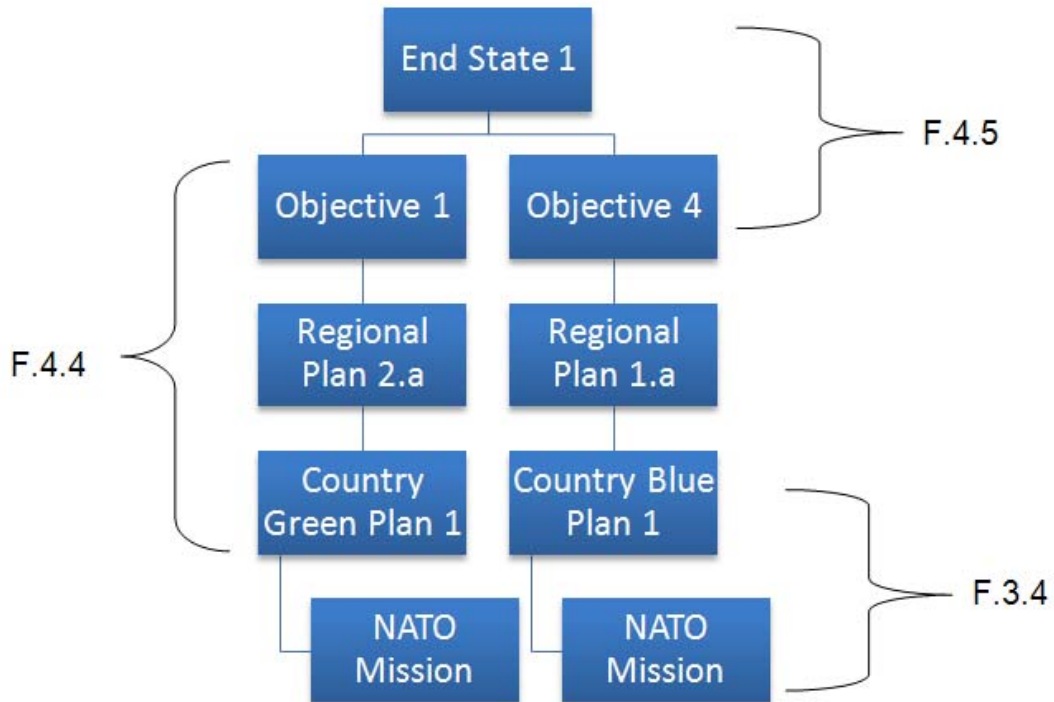 End State 1
F.4.5
Objective 1
Objective 4
Regional
Plan 2.a
Regional
Plan 1.a
F.4.4
Country
Green Plan 1
Country Blue
Plan 1
F.3.4
NATO
Mission
NATO
Mission